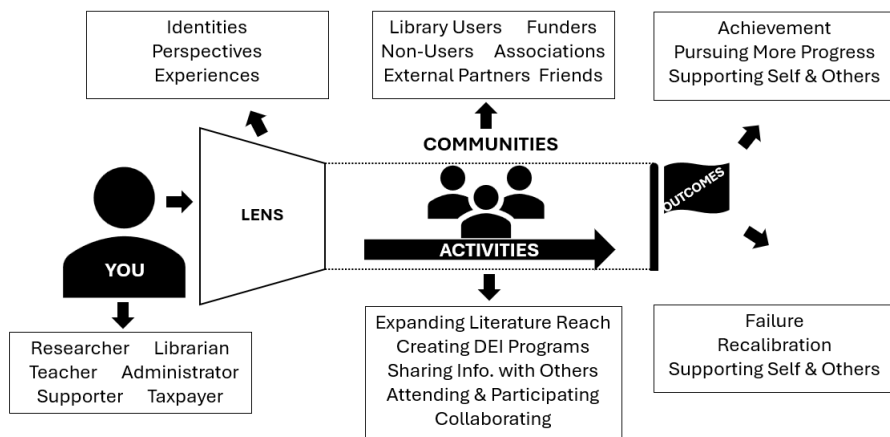 Identities
Perspectives
Experiences
Library Users Funders
Non-Users Associations
External Partners Friends
Achievement
Pursuing More Progress
Supporting Self & Others
COMMUNITIES
LENS
OUTCOMES
YOU
ACTIVITIES
Researcher Librarian
Teacher Administrator
Supporter Taxpayer
Expanding Literature Reach
Creating DEI Programs
Sharing Info. with Others
Attending & Participating
Collaborating
Failure
Recalibration
Supporting Self & Others